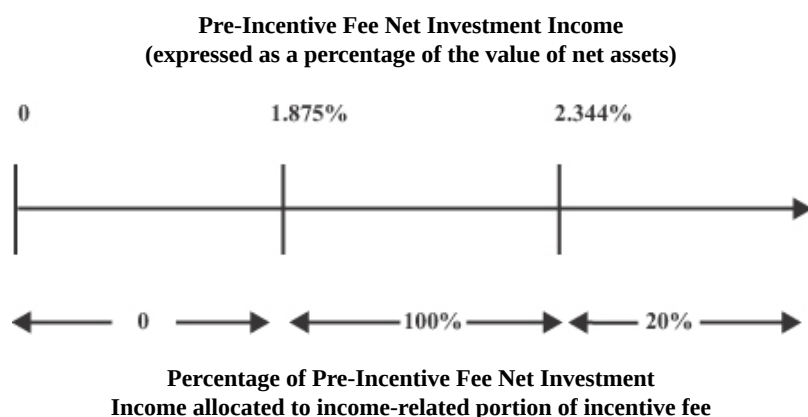 Pre-Incentive Fee Net Investment Income
(expressed as a percentage of the value of net assets)
0 1.875% 2.344%
0 100% 20%
Percentage of Pre-Incentive Fee Net Investment
Income allocated to income-related portion of incentive fee